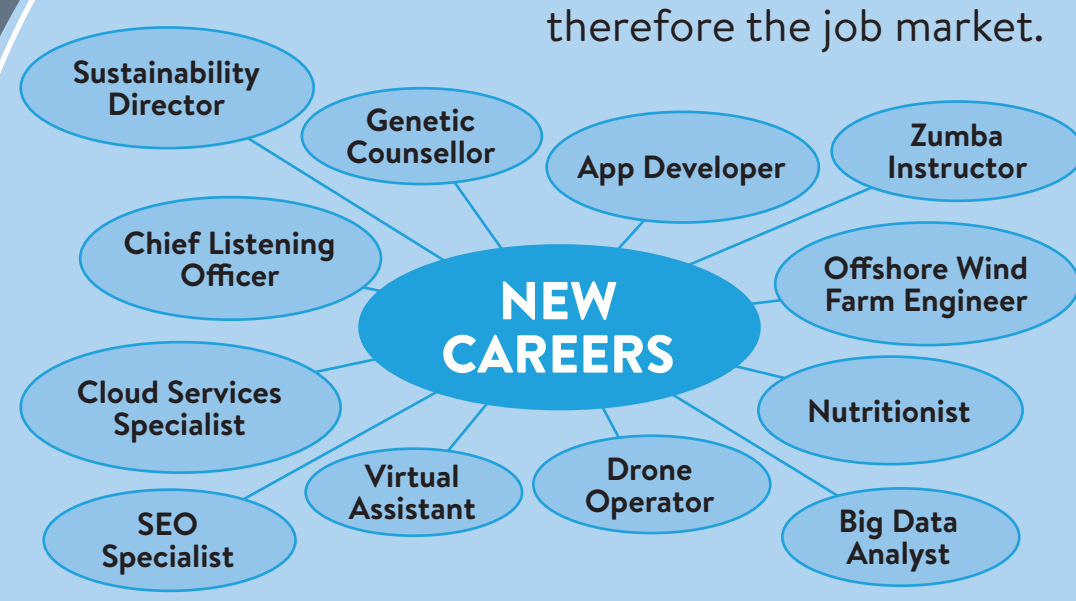 therefore the job market.
Sustainability
Director
Genetic
Counsellor
App Developer
Zumba
Instructor
Chief Listening
Officer
NEW
CAREERS
Offshore Wind
Farm Engineer
Cloud Services
Specialist
Nutritionist
Virtual
Assistant
Drone
Operator
SEO
Specialist
Big Data
Analyst